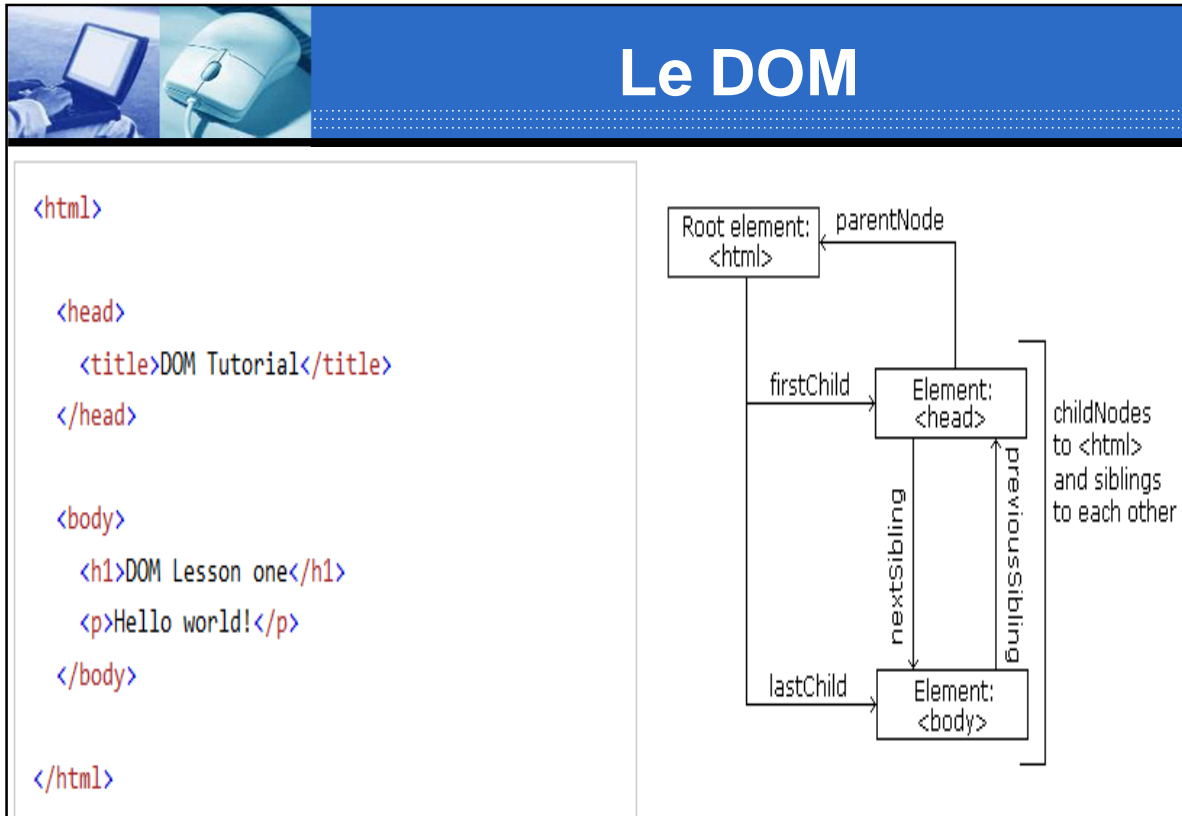 Le DOM
<html>
<head>
<title>DOM Tutorial</title>
</head>
<body>
<h1>DOM Lesson one</h1>
<p>Hello world!</p>
</body>
</html>
Root element:
<html>
parentNode
firstChild
Element:
<head>
nextSibling
previousSibling
childNodes
to <html>
and siblings
to each other
lastChild
Element:
<body>